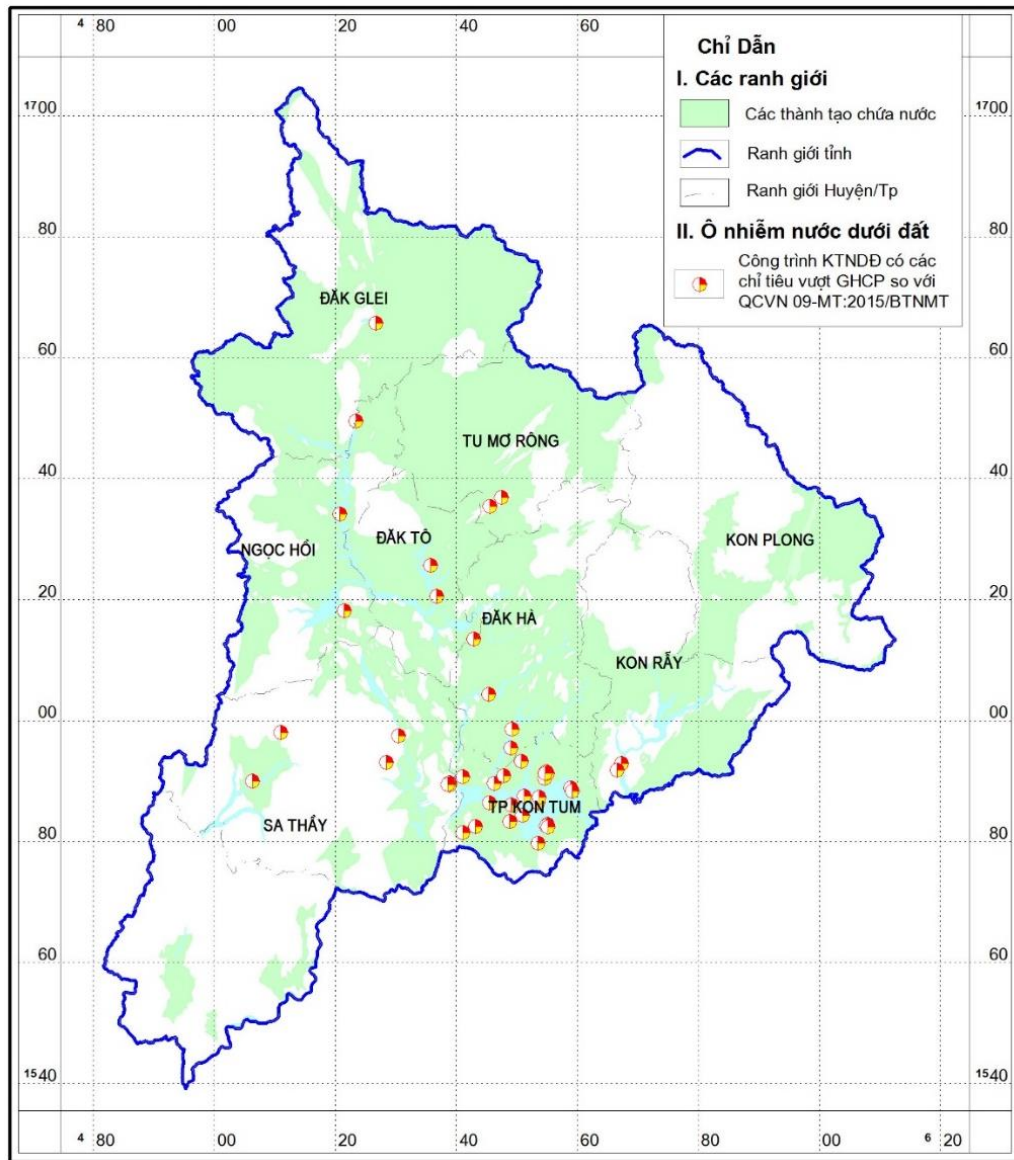 4 80 00 20 40 60
Chỉ Dẫn
I. Các ranh giới
Các thành tạo chứa nước
Ranh giới tỉnh
Ranh giới Huyện/Tp
II. Ô nhiễm nước dưới đất
Công trình KTNDĐ có các
chỉ tiêu vượt GHCP so với
QCVN 09-MT:2015/BTNMT
1700 1700
80 80
ĐĂK GLEI
60 60
TU MƠ RÔNG
40 40
KON PLONG
ĐĂK TÔ
NGỌC HỒI
20 20
ĐĂK HÀ
KON RẪY
00 00
TP KON TUM
SA THẦY
80 80
60 60
1540 1540
4 80 00 20 40 60 80 00 6 20